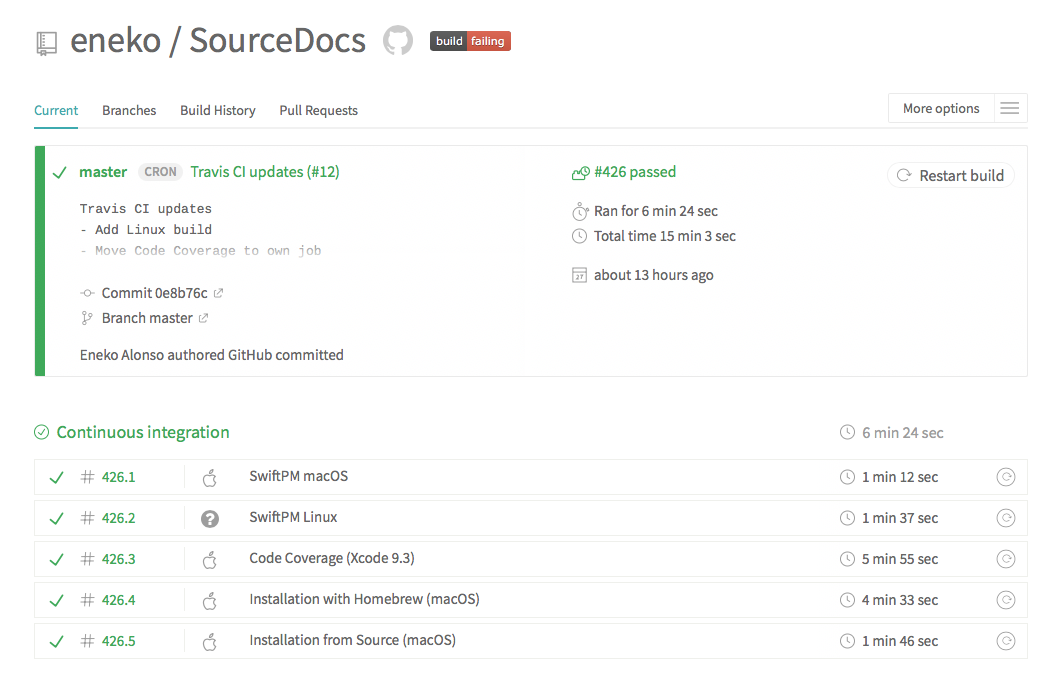 eneko / SourceDocs build failing
Current Branches Build History Pull Requests More options
master CRON Travis CI updates (#12)
Travis CI updates
- Add Linux build
- Move Code Coverage to own job
Commit 0e8b76c
Branch master
Eneko Alonso authored GitHub committed
#426 passed
Ran for 6 min 24 sec
Total time 15 min 3 sec
27 about 13 hours ago
Restart build
Continuous integration 6 min 24 sec
# 426.1 SwiftPM macOS 1 min 12 sec
# 426.2 ? SwiftPM Linux 1 min 37 sec
# 426.3 Code Coverage (Xcode 9.3) 5 min 55 sec
# 426.4 Installation with Homebrew (macOS) 4 min 33 sec
# 426.5 Installation from Source (macOS) 1 min 46 sec